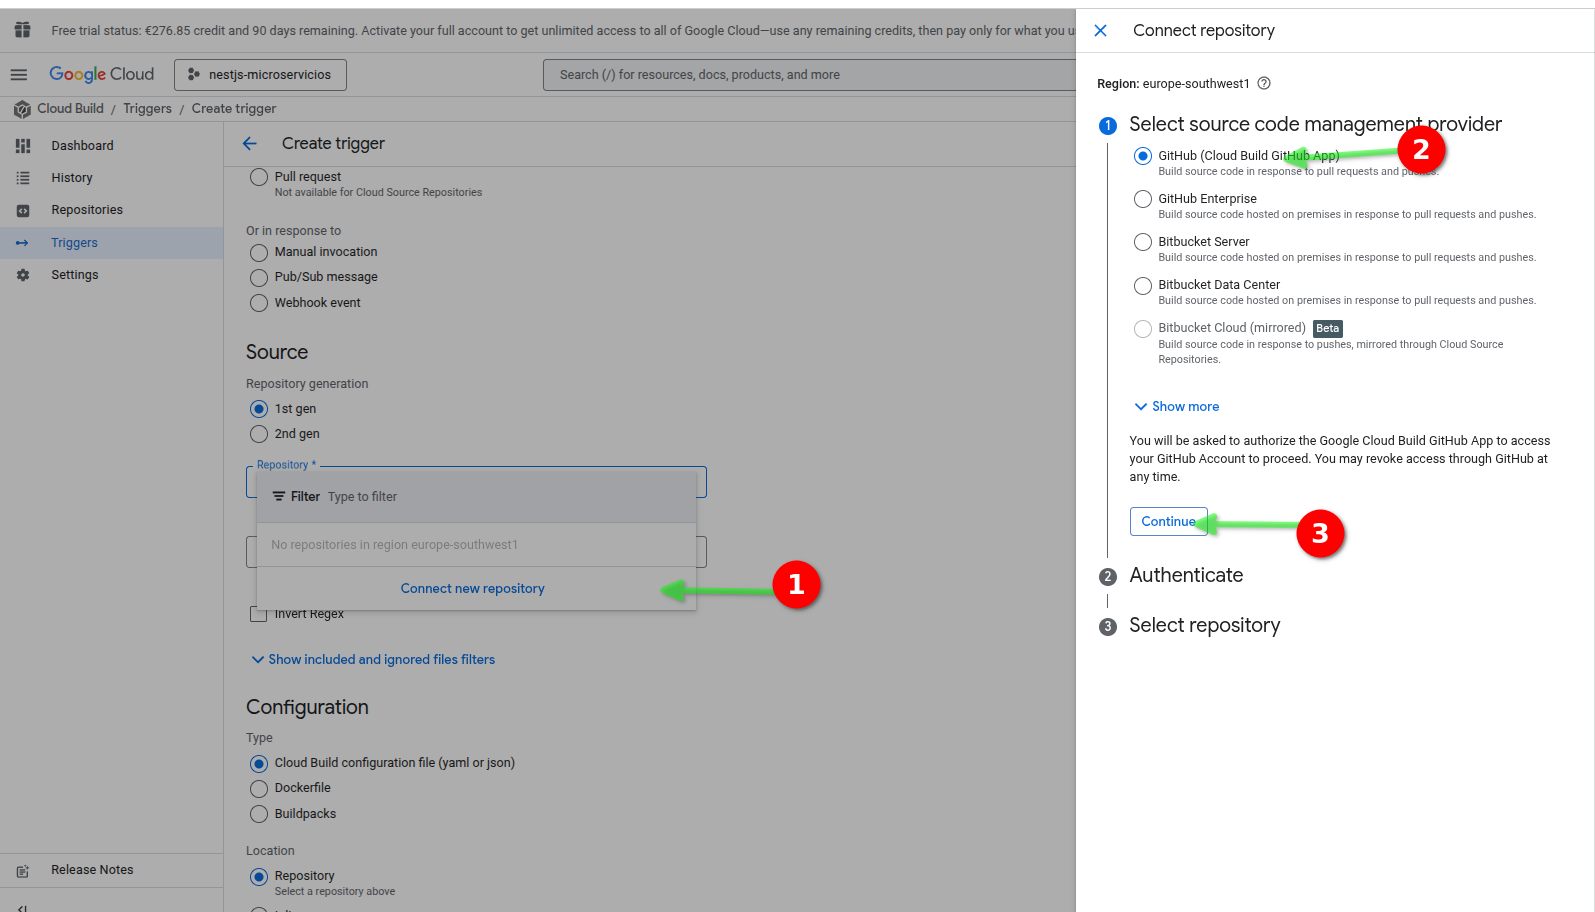 Free trial status: €276.85 credit and 90 days remaining. Activate your full account to get unlimited access to all of Google Cloud—use any remaining credits, then pay only for what you u
Google Cloud
nestjs-microservicios
Search (/) for resources, docs, products, and more
Cloud Build / Triggers / Create trigger
Dashboard
History
Repositories
Triggers
Settings
Release Notes
Create trigger
Pull request
Not available for Cloud Source Repositories
Or in response to
Manual invocation
Pub/Sub message
Webhook event
Source
Repository generation
1st gen
2nd gen
Repository *
Filter Type to filter
No repositories in region europe-southwest1
Connect new repository
1
Invert Regex
Show included and ignored files filters
Configuration
Type
Cloud Build configuration file (yaml or json)
Dockerfile
Buildpacks
Location
Repository
Select a repository above
Connect repository
Region: europe-southwest1
1 Select source code management provider
GitHub (Cloud Build GitHub App)
2
Build source code in response to pull requests and pushes.
GitHub Enterprise
Build source code hosted on premises in response to pull requests and pushes.
Bitbucket Server
Build source code hosted on premises in response to pull requests and pushes.
Bitbucket Data Center
Build source code hosted on premises in response to pull requests and pushes.
Bitbucket Cloud (mirrored) Beta
Build source code in response to pushes, mirrored through Cloud Source
Repositories.
Show more
You will be asked to authorize the Google Cloud Build GitHub App to access
your GitHub Account to proceed. You may revoke access through GitHub at
any time.
Continue
3
2 Authenticate
3 Select repository